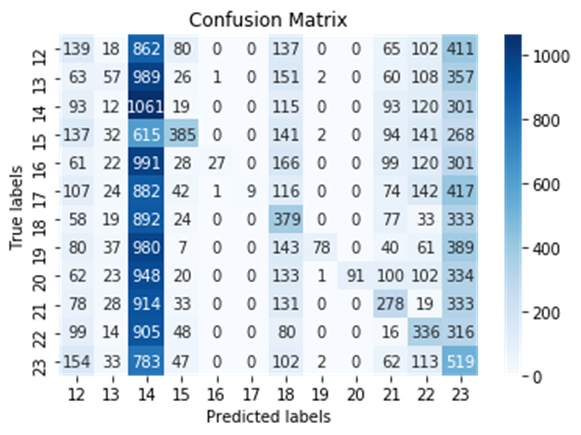 Confusion Matrix
12 139 18 862 80 0 0 137 0 0 65 102 411
13 63 57 989 26 1 0 151 2 0 60 108 357
14 93 12 1061 19 0 0 115 0 0 93 120 301
15 137 32 615 385 0 0 141 2 0 94 141 268
16 61 22 991 28 27 0 166 0 0 99 120 301
17 107 24 882 42 1 9 116 0 0 74 142 417
18 58 19 892 24 0 0 379 0 0 77 33 333
19 80 37 980 7 0 0 143 78 0 40 61 389
20 62 23 948 20 0 0 133 1 91 100 102 334
21 78 28 914 33 0 0 131 0 0 278 19 333
22 99 14 905 48 0 0 80 0 0 16 336 316
23 154 33 783 47 0 0 102 2 0 62 113 519
12 13 14 15 16 17 18 19 20 21 22 23
Predicted labels
True labels
1000
800
600
400
200
0